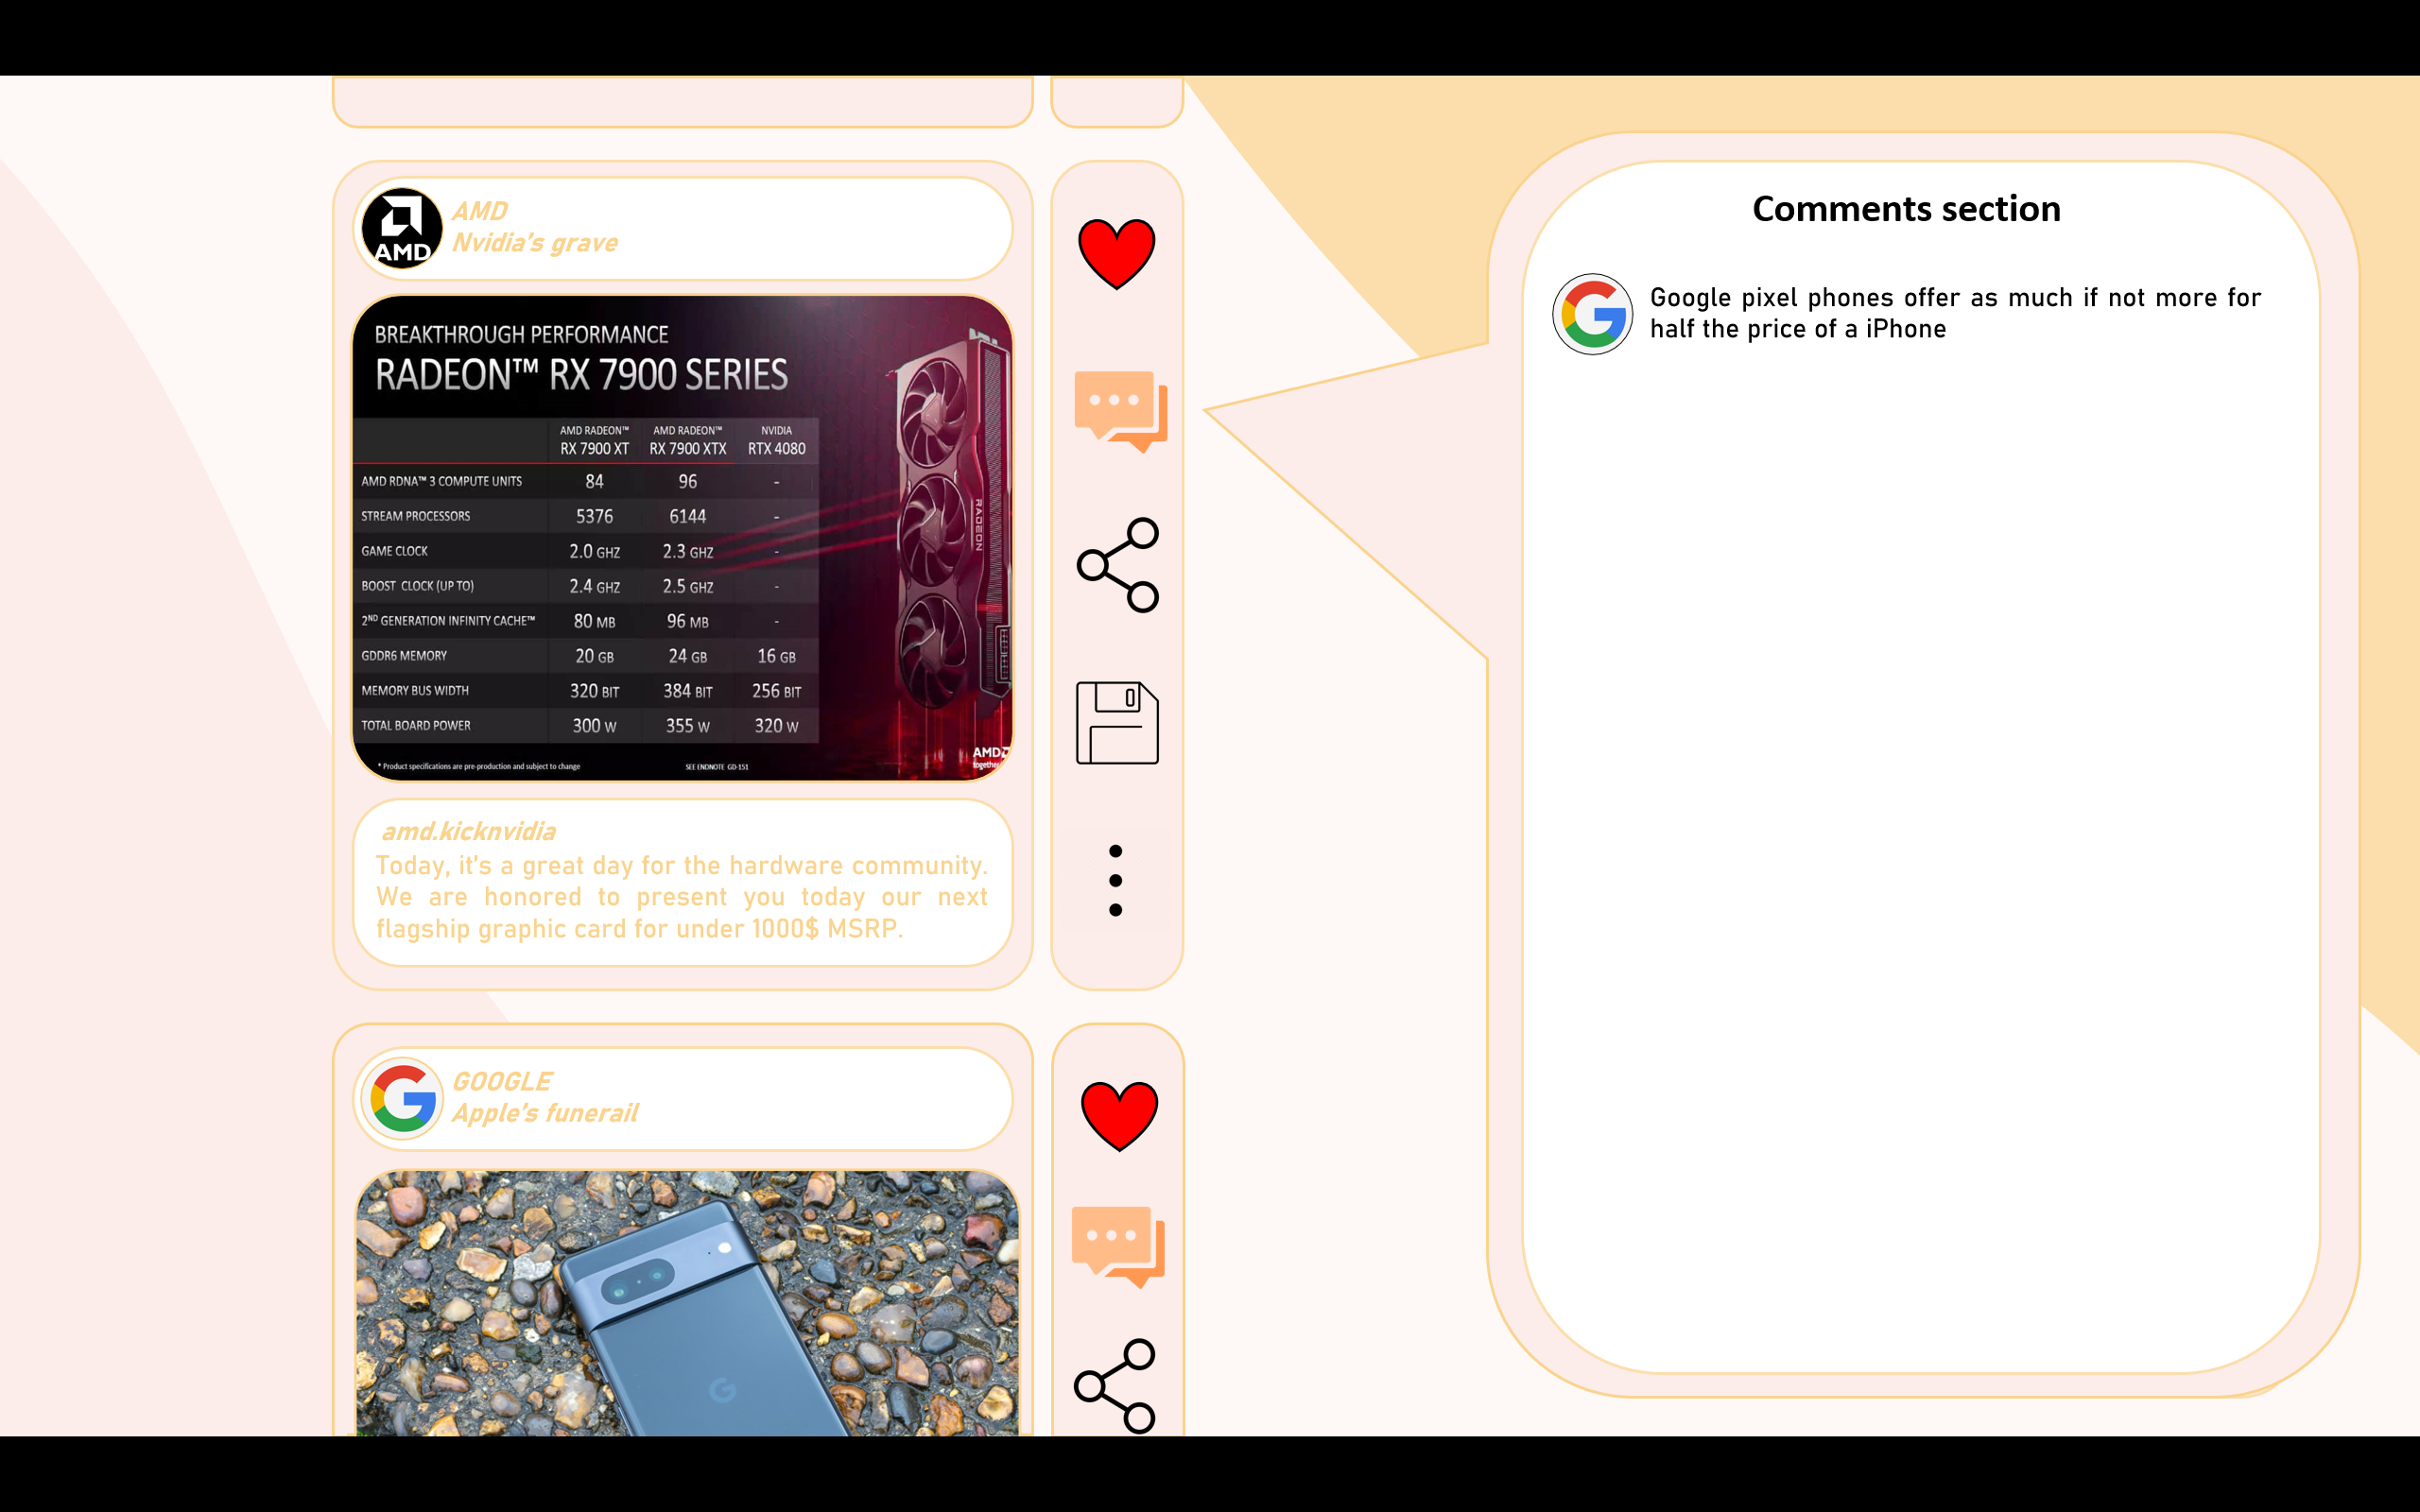 AMD
AMD
Nvidia's grave
BREAKTHROUGH PERFORMANCE
RADEON™ RX 7900 SERIES
AMD RADEON™ AMD RADEON™ NVIDIA
RX 7900 XT RX 7900 XTX RTX 4080
AMD RDNA™ 3 COMPUTE UNITS 84 96 -
STREAM PROCESSORS 5376 6144 -
GAME CLOCK 2.0 GHZ 2.3 GHZ -
BOOST CLOCK (UP TO) 2.4 GHZ 2.5 GHZ -
2ND GENERATION INFINITY CACHE™ 80 MB 96 MB -
GDDR6 MEMORY 20 GB 24 GB 16 GB
MEMORY BUS WIDTH 320 BIT 384 BIT 256 BIT
TOTAL BOARD POWER 300 W 355 W 320 W
* Product specifications are pre-production and subject to change SEE ENDNOTE GD-151
RADEON
AMD
together
amd.kicknvidia
Today, it's a great day for the hardware community.
We are honored to present you today our next
flagship graphic card for under 1000$ MSRP.
GOOGLE
Apple's funerail
G
Comments section
Google pixel phones offer as much if not more for
half the price of a iPhone